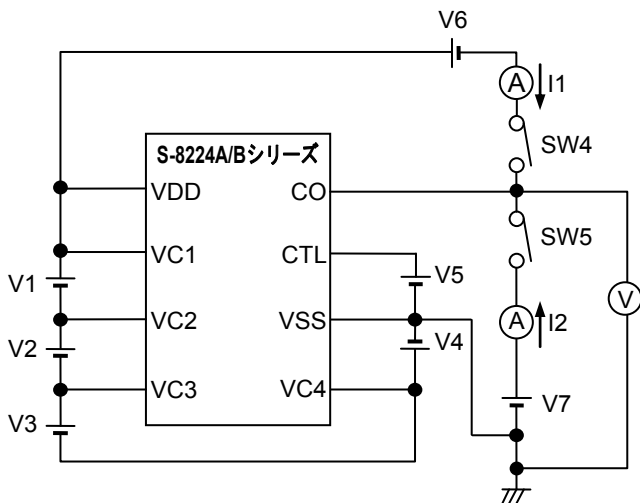 V6
A
I1
S-8224A/Bシリーズ
SW4
VDD
CO
VC1
CTL
SW5
V1
V5
VC2
VSS
A
I2
V
V2
V4
VC3
VC4
V7
V3